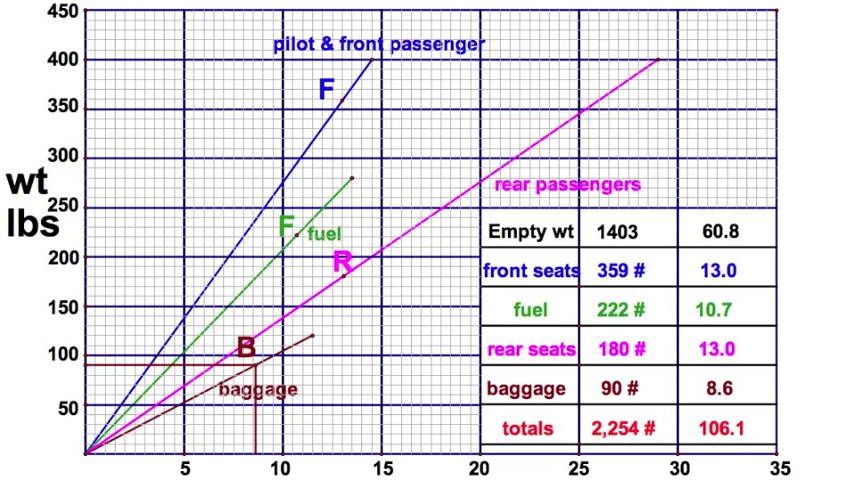 450
pilot & front passenger
400
F
350
300
wt
lbs
rear passengers
250
F
fuel
200
R
150
B
100
baggage
50
Empty wt 1403 60.8
front seats 359 # 13.0
fuel 222 # 10.7
rear seats 180 # 13.0
baggage 90 # 8.6
totals 2,254 # 106.1
5 10 15 20 25 30 35